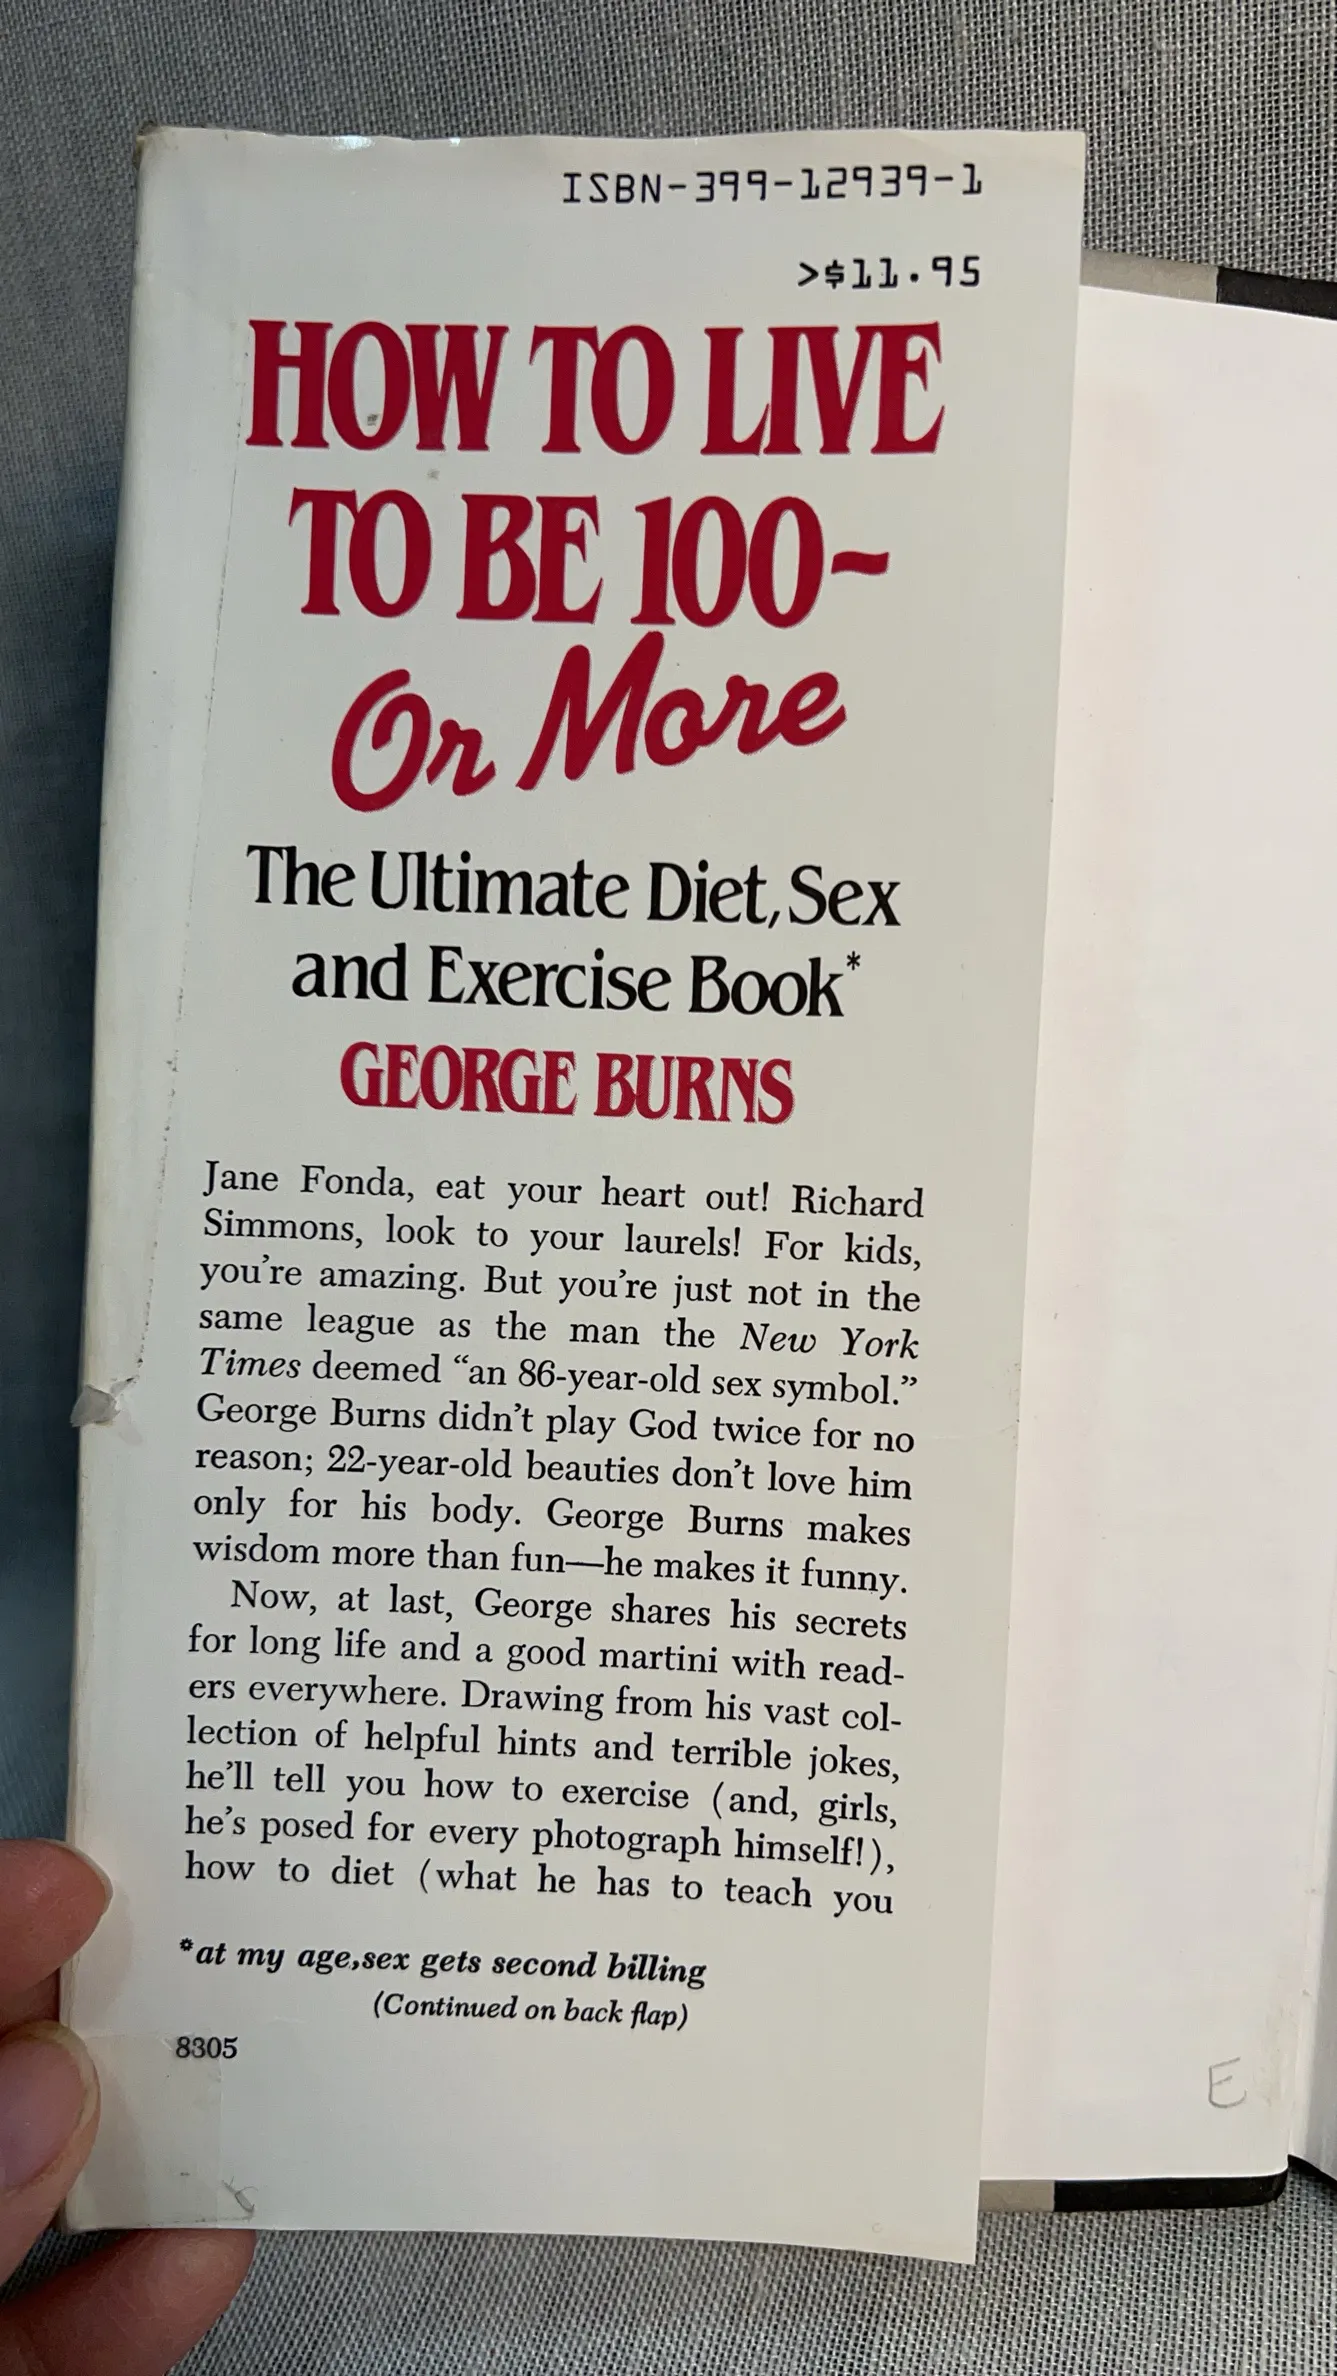 ISBN-399-12939-1
>$11.95
HOW TO LIVE
TO BE 100~
Or More
The Ultimate Diet, Sex
and Exercise Book*
GEORGE BURNS
Jane Fonda, eat your heart out! Richard
Simmons, look to your laurels! For kids,
you're amazing. But you're just not in the
same league as the man the New York
Times deemed “an 86-year-old sex symbol.”
George Burns didn't play God twice for no
reason; 22-year-old beauties don't love him
only for his body. George Burns makes
wisdom more than fun—he makes it funny.
Now, at last, George shares his secrets
for long life and a good martini with read-
ers everywhere. Drawing from his vast col-
lection of helpful hints and terrible jokes,
he'll tell you how to exercise (and, girls,
he's posed for every photograph himself!),
how to diet (what he has to teach you
*at my age,sex gets second billing
(Continued on back flap)
8305
E